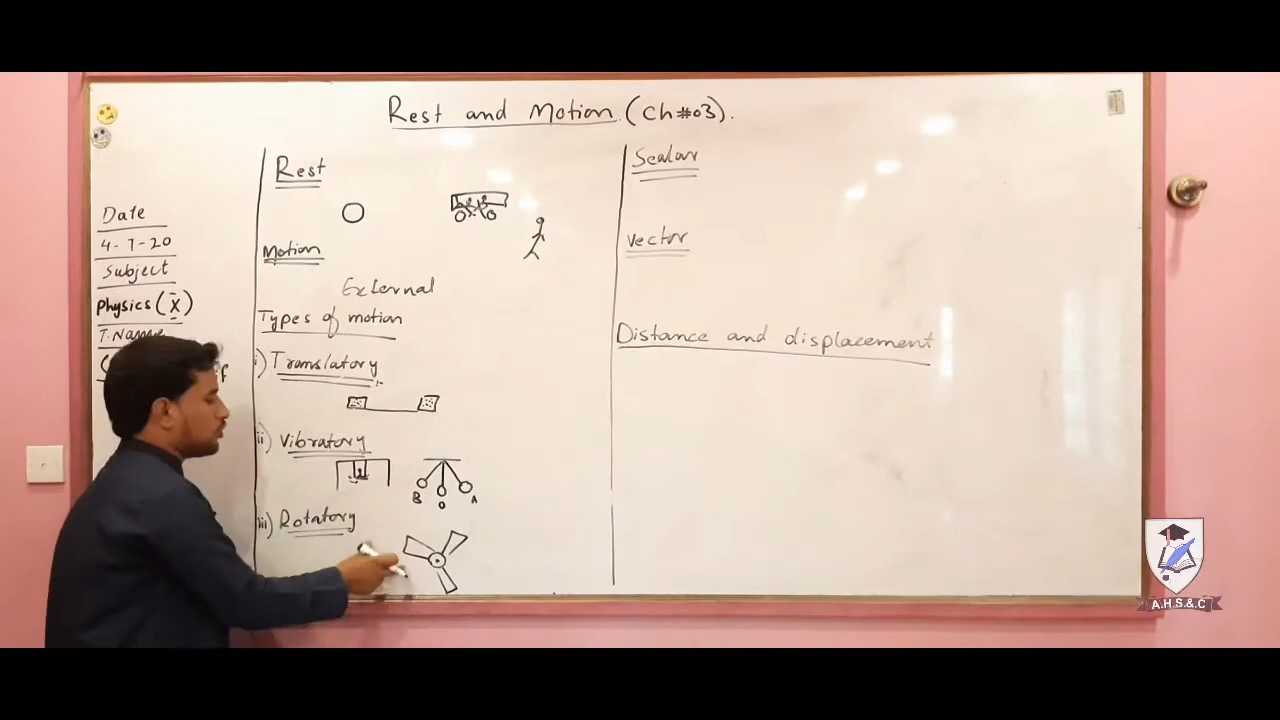 Rest and Motion (Ch#03).
Date
4-7-20
Subject
Physics (X)
T. Name
Rest
Motion
External
Types of motion
i) Translatory
ii) Vibratory
B
O
A
iii) Rotatory
Scalar
Vector
Distance and displacement
A.H.S.& C